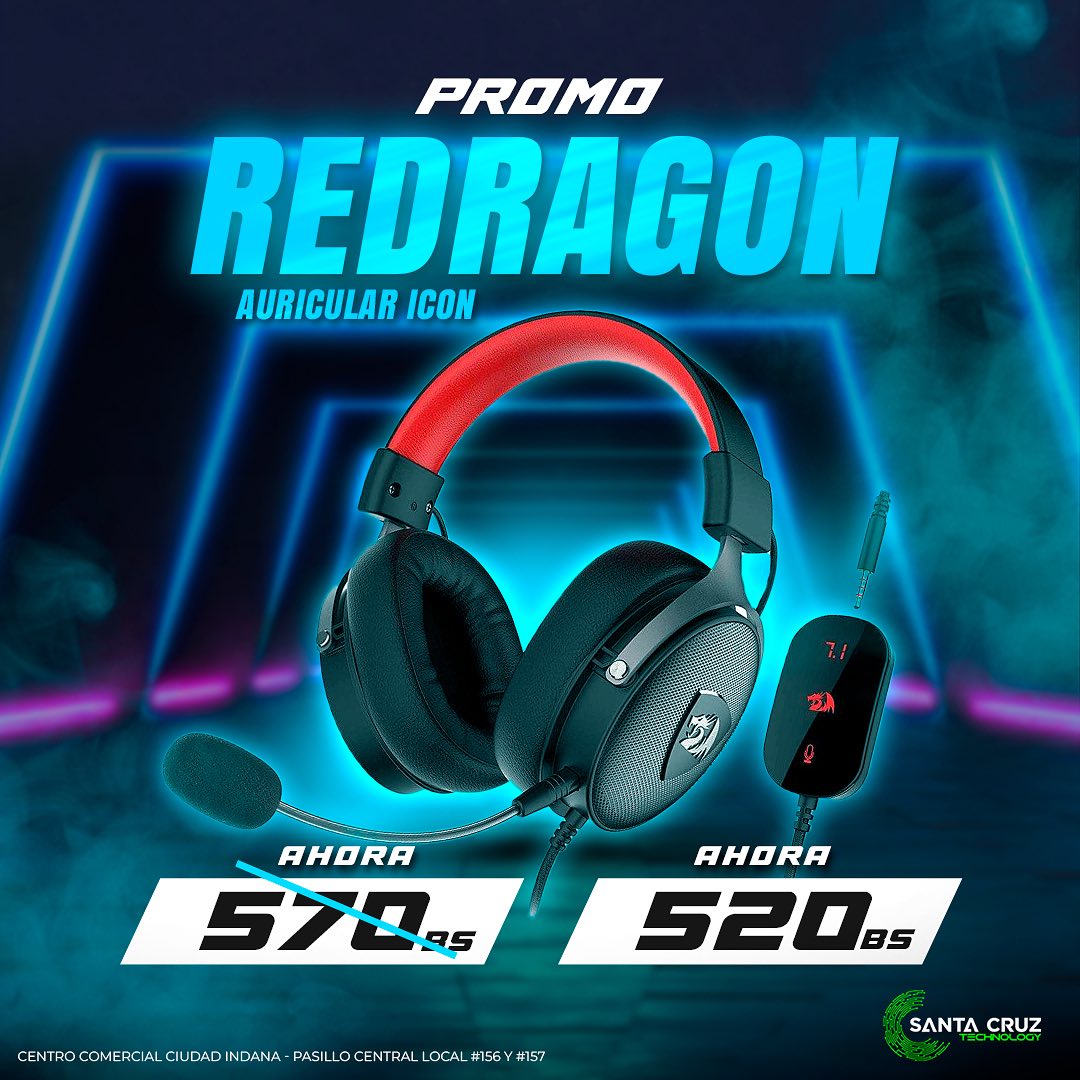 PROMO
REDRAGON
AURICULAR ICON
7.1
AHORA
570BS
AHORA
520BS
SANTA CRUZ
TECHNOLOGY
CENTRO COMERCIAL CIUDAD INDANA - PASILLO CENTRAL LOCAL #156 Y #157